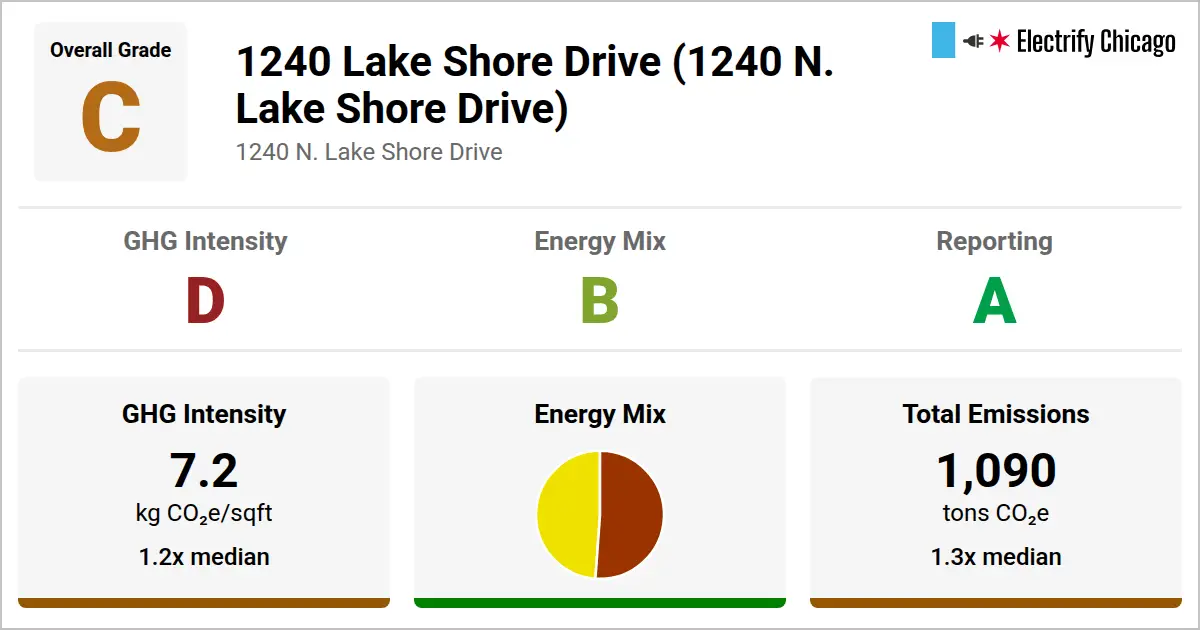 Overall Grade
C
1240 Lake Shore Drive (1240 N.
Lake Shore Drive)
1240 N. Lake Shore Drive
Electrify Chicago
GHG Intensity
D
Energy Mix
B
Reporting
A
GHG Intensity
7.2
kg CO₂e/sqft
1.2x median
Energy Mix
Total Emissions
1,090
tons CO₂e
1.3x median